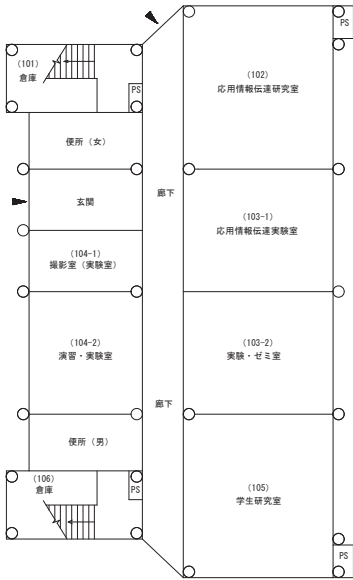 PS
(101)
倉庫
PS
(102)
応用情報伝達研究室
便所（女）
玄関
廊下
(103-1)
応用情報伝達実験室
(104-1)
撮影室（実験室）
(104-2)
演習・実験室
(103-2)
実験・ゼミ室
廊下
便所（男）
(106)
倉庫
PS
(105)
学生研究室
PS